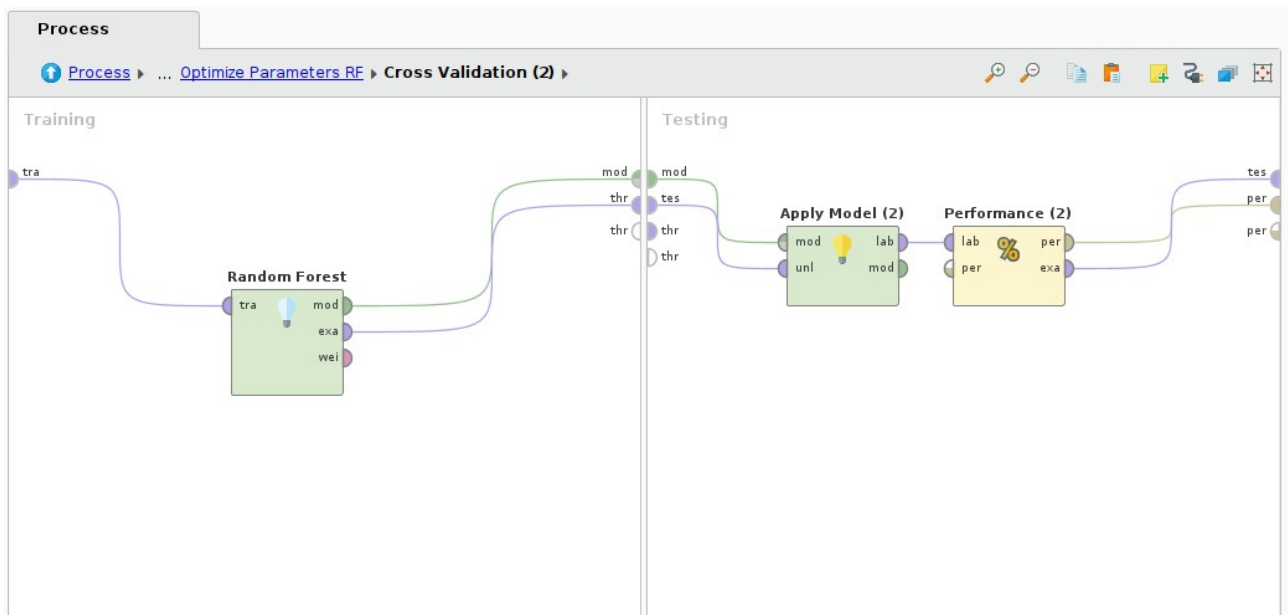 Process
Process ... Optimize Parameters RF Cross Validation (2)
Training
Testing
tra
mod
thr
thr
mod
tes
thr
thr
tes
per
per
Random Forest
tra
mod
exa
wei
Apply Model (2)
mod
lab
unl
mod
Performance (2)
%
lab
per
per
exa